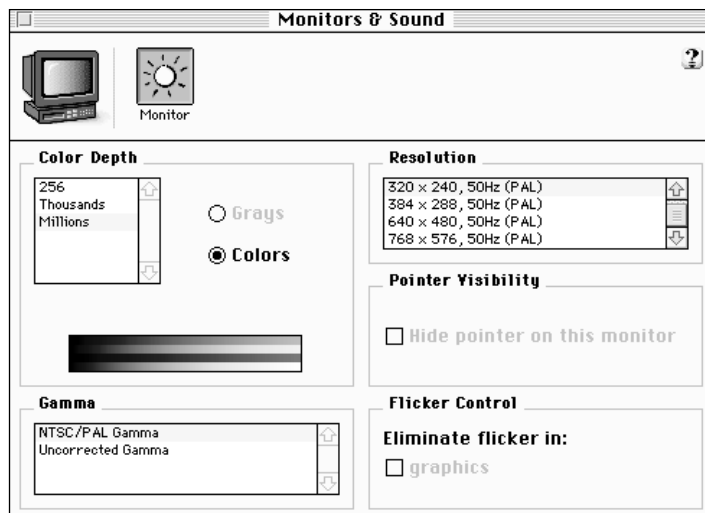 Monitors & Sound
?
Monitor
Color Depth
256
Thousands
Millions
Grays
Colors
Resolution
320 x 240, 50Hz (PAL)
384 x 288, 50Hz (PAL)
640 x 480, 50Hz (PAL)
768 x 576, 50Hz (PAL)
Pointer Visibility
Hide pointer on this monitor
Gamma
NTSC/PAL Gamma
Uncorrected Gamma
Flicker Control
Eliminate flicker in:
graphics